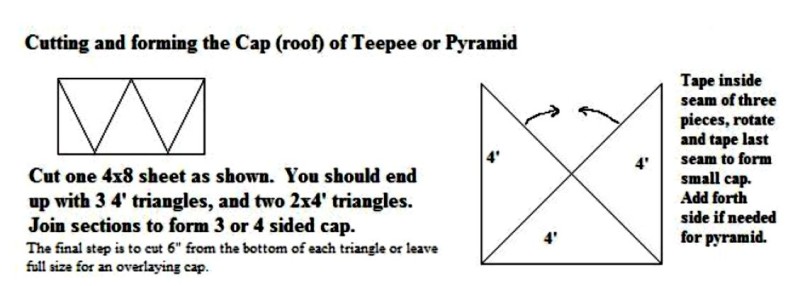 Cutting and forming the Cap (roof) of Teepee or Pyramid
Cut one 4x8 sheet as shown. You should end
up with 3 4' triangles, and two 2x4' triangles.
Join sections to form 3 or 4 sided cap.
The final step is to cut 6" from the bottom of each triangle or leave
full size for an overlaying cap.
4'
4'
4'
Tape inside
seam of three
pieces, rotate
and tape last
seam to form
small cap.
Add forth
side if needed
for pyramid.